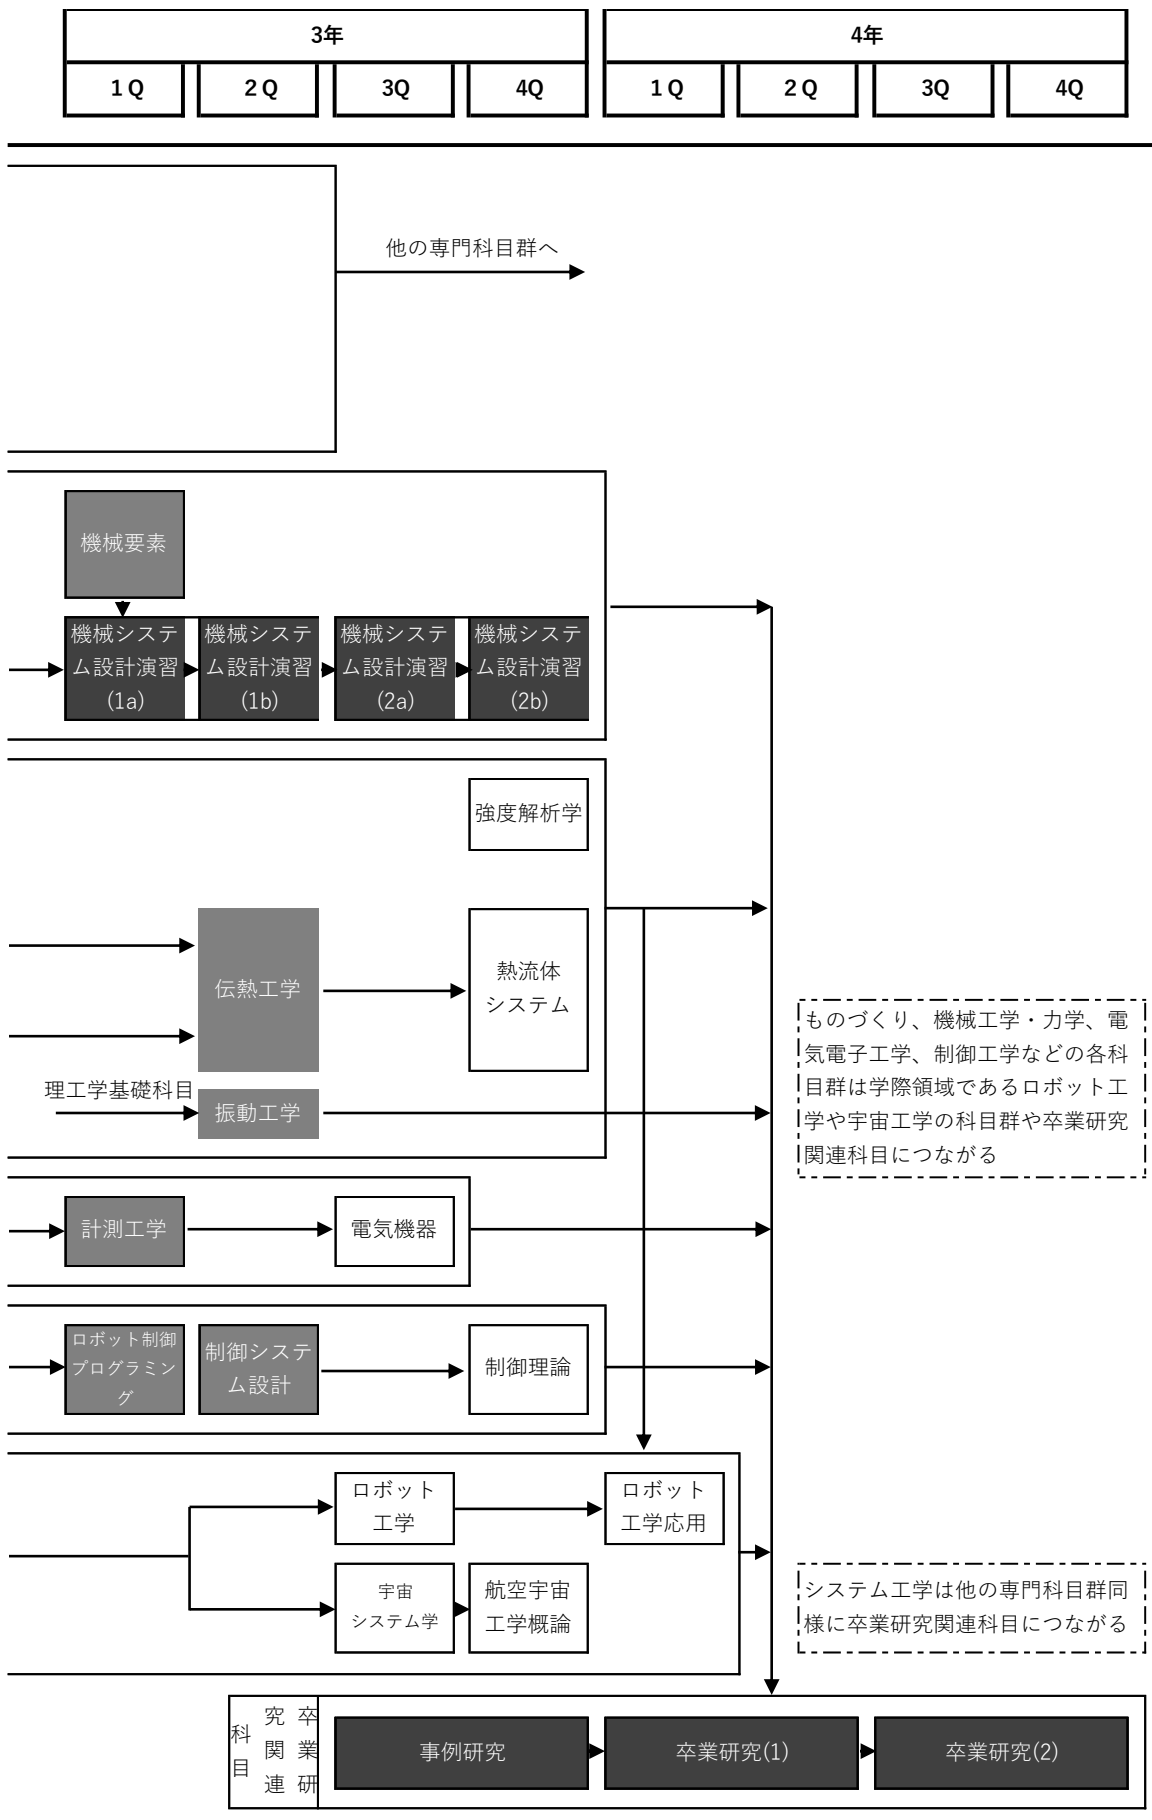 3年
4年
1Q
2Q
3Q
4Q
1Q
2Q
3Q
4Q
他の専門科目群へ
機械要素
機械システ
ム設計演習
(1a)
機械システ
ム設計演習
(1b)
機械システ
ム設計演習
(2a)
機械システ
ム設計演習
(2b)
強度解析学
伝熱工学
熱流体
システム
理工学基礎科目
振動工学
ものづくり、機械工学・力学、電
気電子工学、制御工学などの各科
目群は学際領域であるロボット工
学や宇宙工学の科目群や卒業研究
関連科目につながる
計測工学
電気機器
ロボット制御
プログラミン
グ
制御システ
ム設計
制御理論
ロボット
工学
ロボット
工学応用
宇宙
システム学
航空宇宙
工学概論
システム工学は他の専門科目群同
様に卒業研究関連科目につながる
卒業研
究関連
科目
事例研究
卒業研究(1)
卒業研究(2)